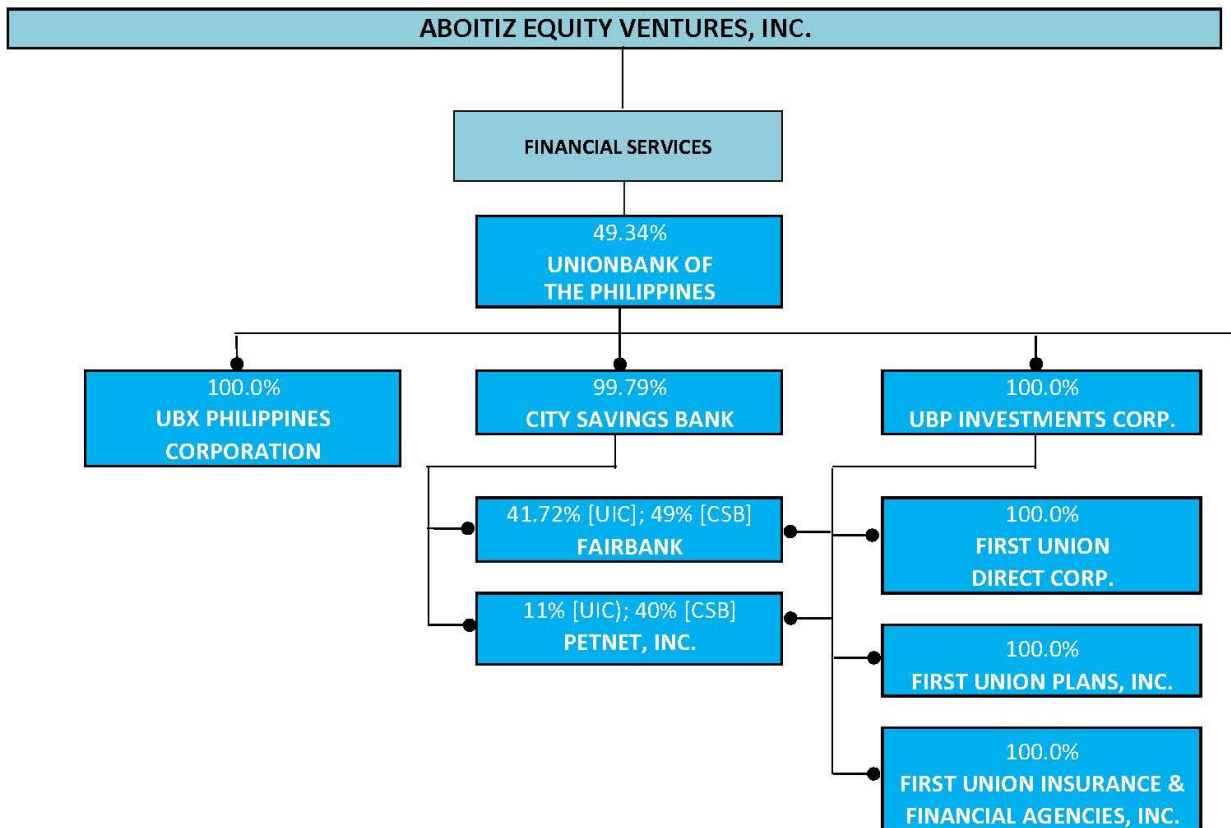 ABOITIZ EQUITY VENTURES, INC.
FINANCIAL SERVICES
49.34%
UNIONBANK OF
THE PHILIPPINES
100.0%
UBX PHILIPPINES
CORPORATION
99.79%
CITY SAVINGS BANK
100.0%
UBP INVESTMENTS CORP.
41.72% [UIC]; 49% [CSB]
FAIRBANK
11% [UIC); 40% [CSB]
PETNET, INC.
100.0%
FIRST UNION
DIRECT CORP.
100.0%
FIRST UNION PLANS, INC.
100.0%
FIRST UNION INSURANCE &
FINANCIAL AGENCIES, INC.